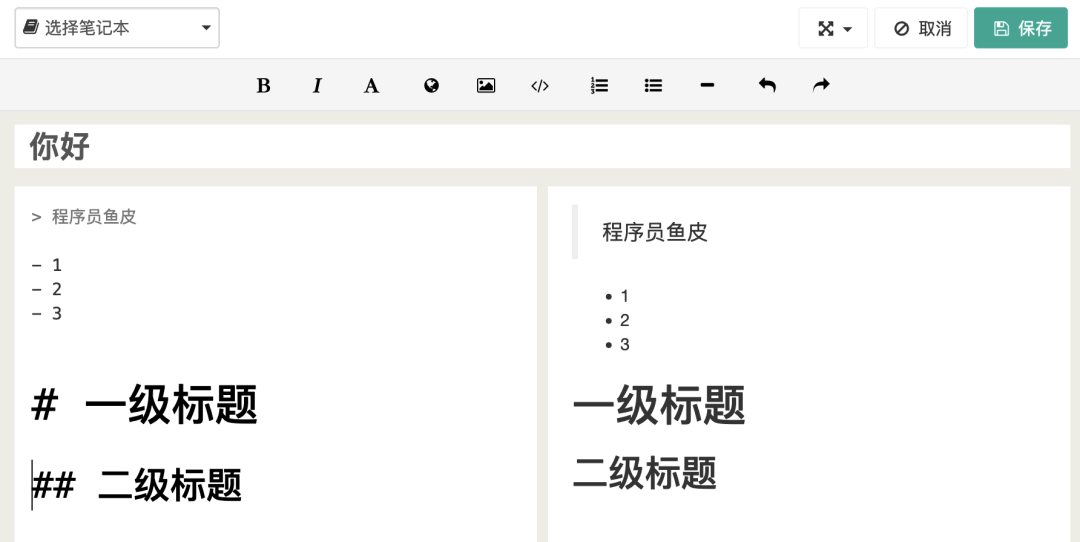 选择笔记本
取消
保存
B I A </>
你好
> 程序员鱼皮
– 1
– 2
– 3
# 一级标题
## 二级标题
程序员鱼皮
• 1
• 2
• 3
一级标题
二级标题